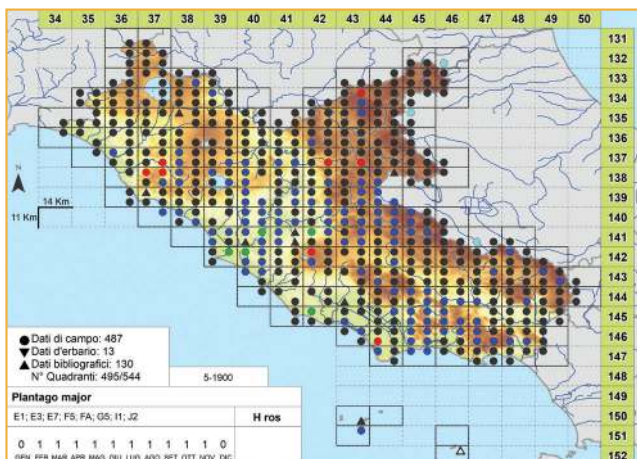 34 35 36 37 38 39 40 41 42 43 44 45 46 47 48 49 50
131
132
133
134
135
136
137
138
139
140
141
142
143
144
145
146
147
148
149
150
151
152
N
14 Km
11 Km
Dati di campo: 487
Dati d'erbario: 13
Dati bibliografici: 130
N° Quadranti: 495/544
5-1900
Plantago major
E1; E3; E7; F5; FA; G5; I1; J2
H ros
0 1 1 1 1 1 1 1 1 1 1 0
GEN FEB MAR APR MAG GIU LUG AGO SET OTT NOV DIC